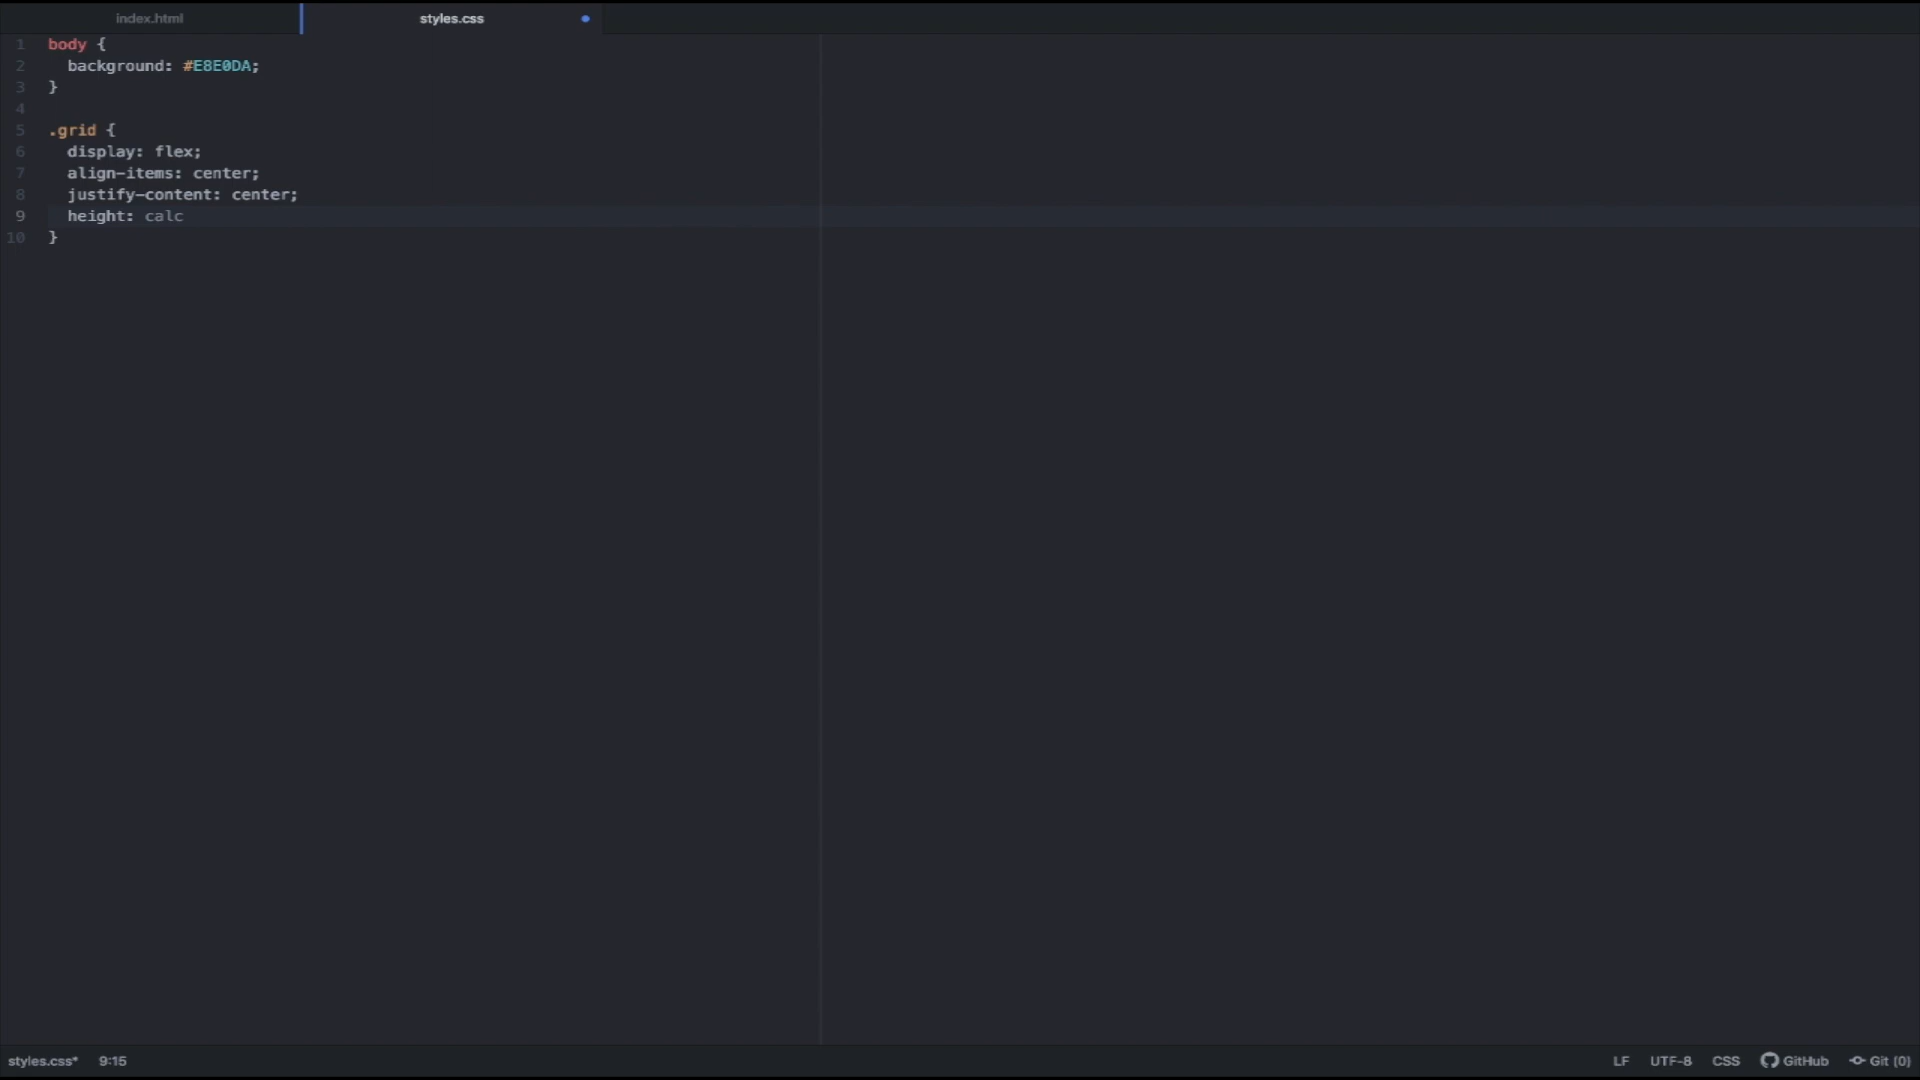 index.html styles.css
1 body {
2 background: #E8E0DA;
3 }
4
5 .grid {
6 display: flex;
7 align-items: center;
8 justify-content: center;
9 height: calc
10 }
styles.css* 9:15 LF UTF-8 CSS GitHub Git (0)